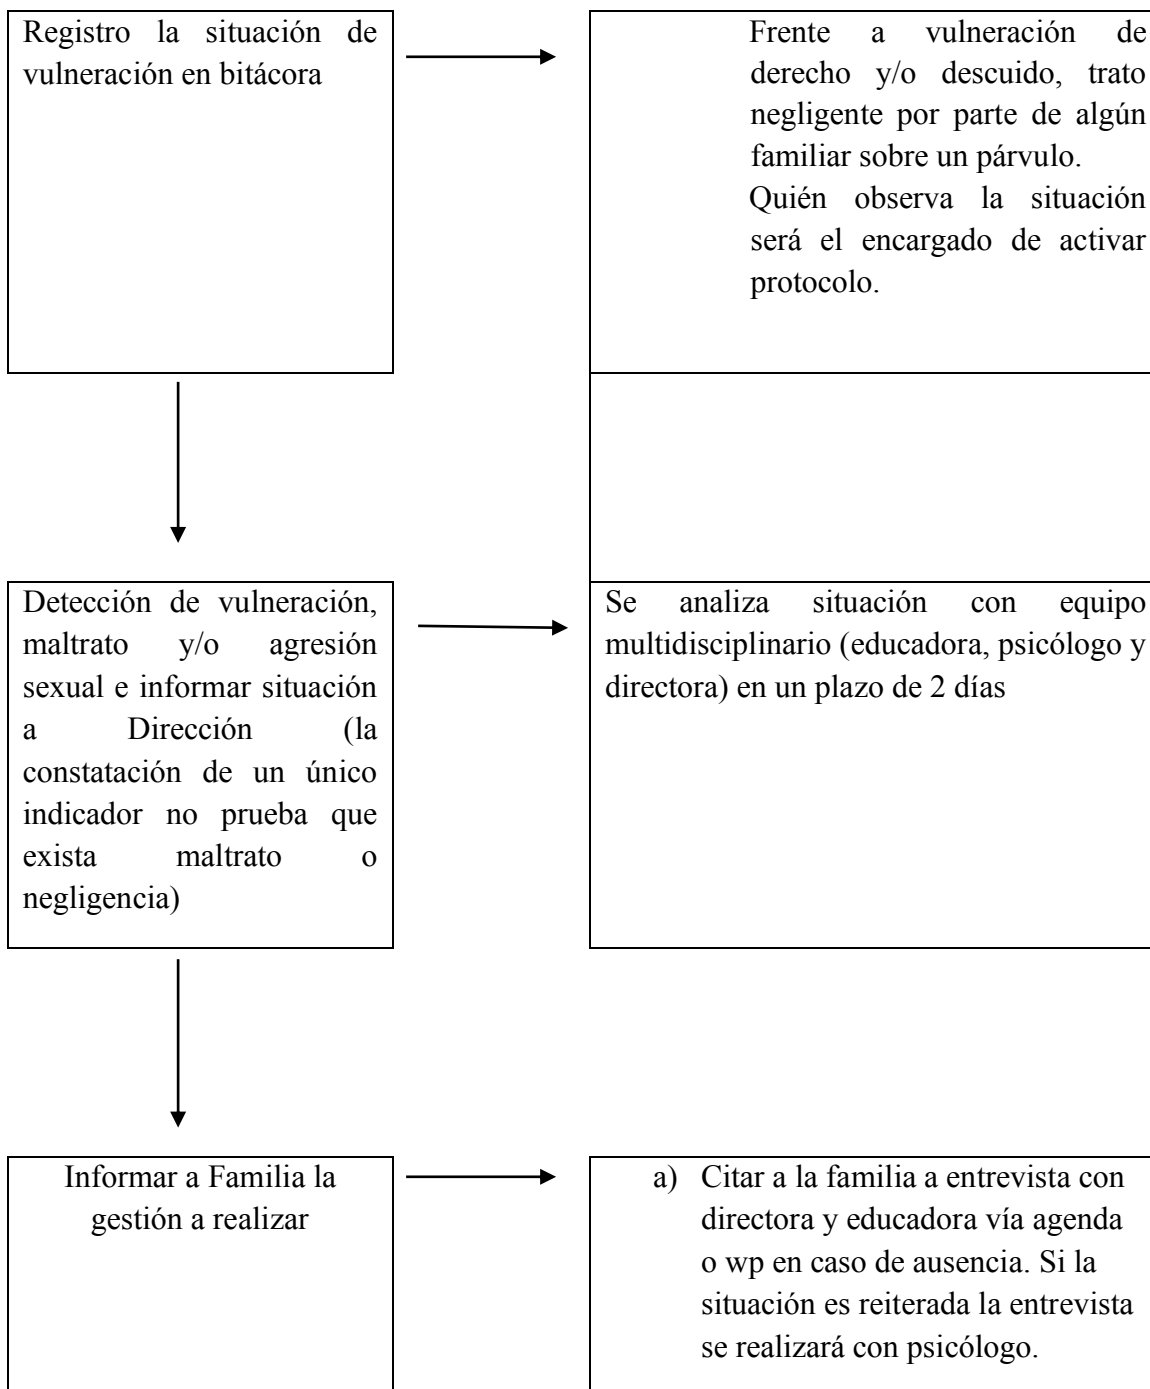 Registro la situación de
vulneración en bitácora
Frente a vulneración de
derecho y/o descuido, trato
negligente por parte de algún
familiar sobre un párvulo.
Quién observa la situación
será el encargado de activar
protocolo.
Detección de vulneración,
maltrato y/o agresión
sexual e informar situación
a Dirección (la
constatación de un único
indicador no prueba que
exista maltrato o
negligencia)
Se analiza situación con equipo
multidisciplinario (educadora, psicólogo y
directora) en un plazo de 2 días
Informar a Familia la
gestión a realizar
a) Citar a la familia a entrevista con
directora y educadora vía agenda
o wp en caso de ausencia. Si la
situación es reiterada la entrevista
se realizará con psicólogo.